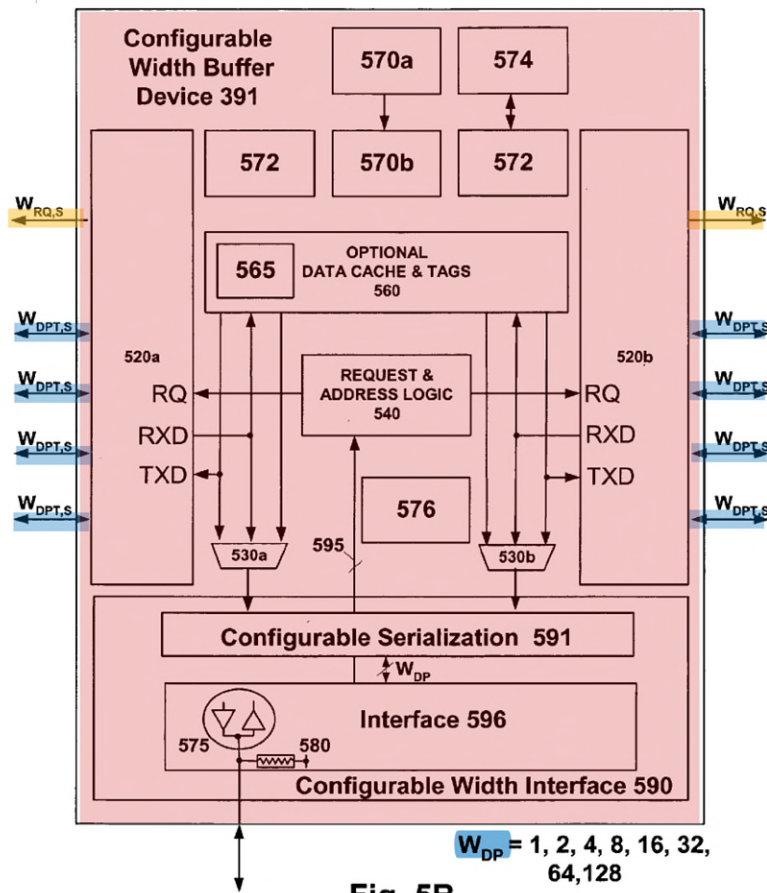 Configurable
Width Buffer
Device 391
570a
574
572
570b
572
W_RQ,S
W_RQ,S
OPTIONAL
565
DATA CACHE & TAGS
560
W_DPT,S
W_DPT,S
520a
520b
W_DPT,S
W_DPT,S
REQUEST &
ADDRESS LOGIC
540
RQ
RQ
RXD
RXD
W_DPT,S
W_DPT,S
TXD
TXD
576
W_DPT,S
W_DPT,S
530a
595
530b
Configurable Serialization 591
W_DP
Interface 596
575
580
Configurable Width Interface 590
W_DP = 1, 2, 4, 8, 16, 32,
64,128
Fig. 5B